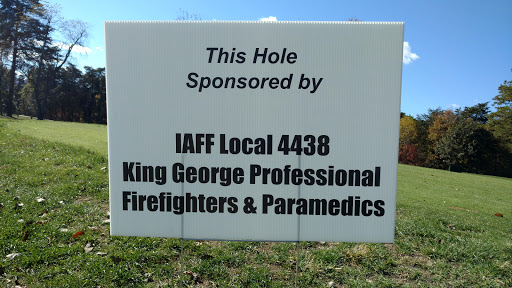 This Hole
Sponsored by
IAFF Local 4438
King George Professional
Firefighters & Paramedics